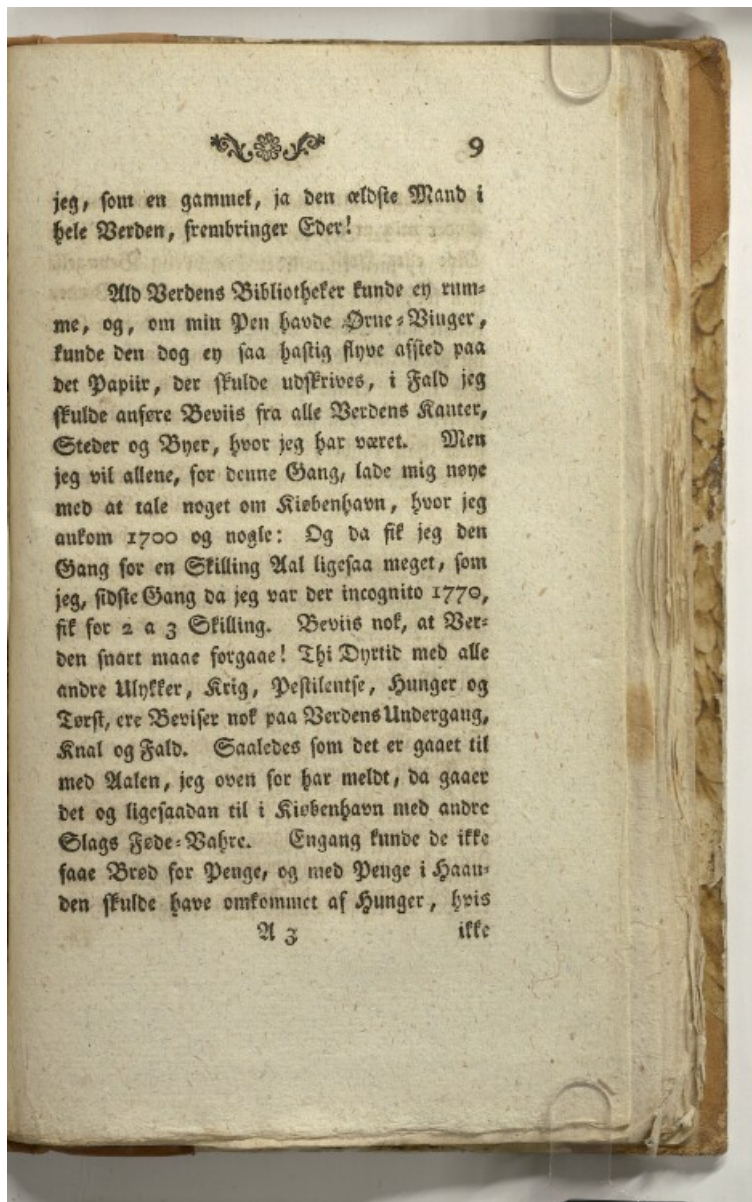 9
jeg, som en gammel, ja den ældste Mand i
hele Verden, frembringer Eder!
Ald Verdens Bibliotheker kunde ey rum-
me, og, om min Pen havde Ørne-Vinger,
kunde den dog ey saa hastig flyve afsted paa
det Papiir, der skulde udskrives, i Fald jeg
skulde anføre Beviis fra alle Verdens Kanter,
Steder og Byer, hvor jeg har været. Men
jeg vil allene, for denne Gang, lade mig nøye
med at tale noget om Kiøbenhavn, hvor jeg
ankom 1700 og nogle: Og da fik jeg den
Gang for en Skilling Aal ligesaa meget, som
jeg, sidste Gang da jeg var der incognito 1770,
fik for 2 a 3 Skilling. Beviis nok, at Ver-
den snart maae forgaae! Thi Dyrtid med alle
andre Ulykker, Krig, Pestilentse, Hunger og
Tørst, ere Beviser nok paa Verdens Undergang,
Knal og Fald. Saaledes som det er gaaet til
med Aalen, jeg oven for har meldt, da gaaer
det og ligesaadan til i Kiøbenhavn med andre
Slags Føde-Vahre. Engang kunde de ikke
faae Brød for Penge, og med Penge i Haan-
den skulde have omkommet af Hunger, hvis
A 3 ikke